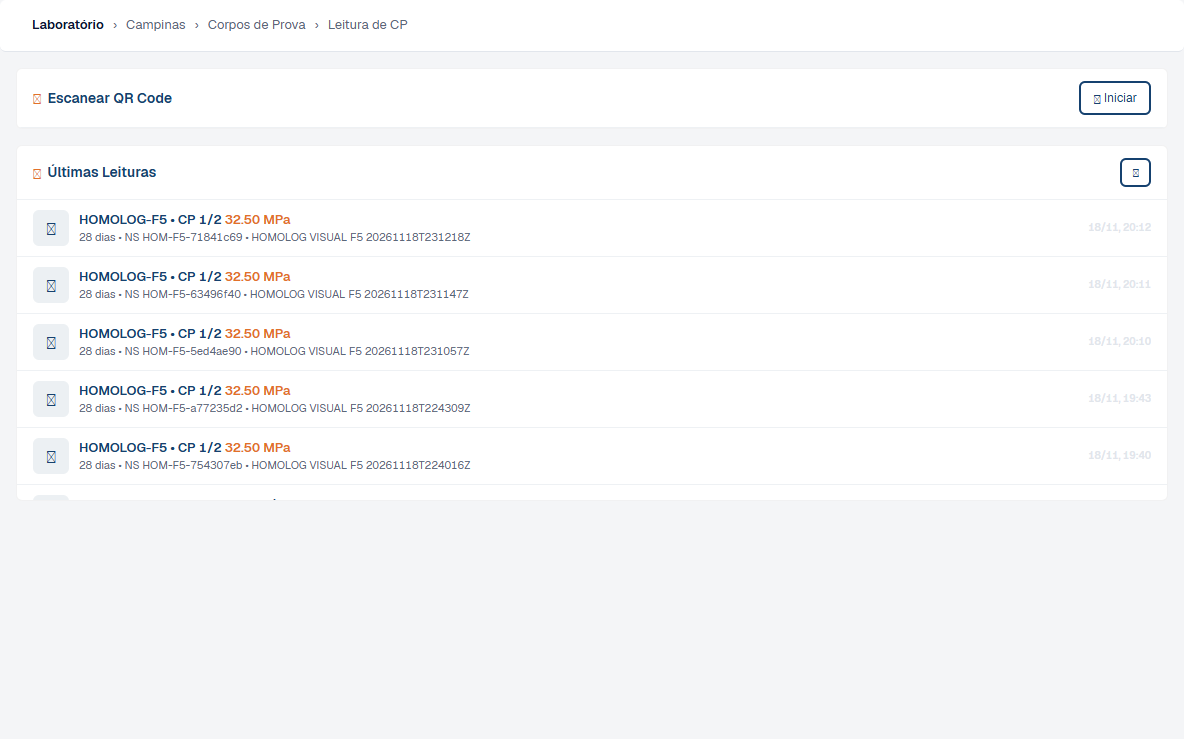 Laboratório › Campinas › Corpos de Prova › Leitura de CP
Escanear QR Code
Iniciar
Últimas Leituras
HOMOLOG-F5 • CP 1/2 32.50 MPa
28 dias • NS HOM-F5-71841c69 • HOMOLOG VISUAL F5 20261118T231218Z
18/11, 20:12
HOMOLOG-F5 • CP 1/2 32.50 MPa
28 dias • NS HOM-F5-63496f40 • HOMOLOG VISUAL F5 20261118T231147Z
18/11, 20:11
HOMOLOG-F5 • CP 1/2 32.50 MPa
28 dias • NS HOM-F5-5ed4ae90 • HOMOLOG VISUAL F5 20261118T231057Z
18/11, 20:10
HOMOLOG-F5 • CP 1/2 32.50 MPa
28 dias • NS HOM-F5-a77235d2 • HOMOLOG VISUAL F5 20261118T224309Z
18/11, 19:43
HOMOLOG-F5 • CP 1/2 32.50 MPa
28 dias • NS HOM-F5-754307eb • HOMOLOG VISUAL F5 20261118T224016Z
18/11, 19:40